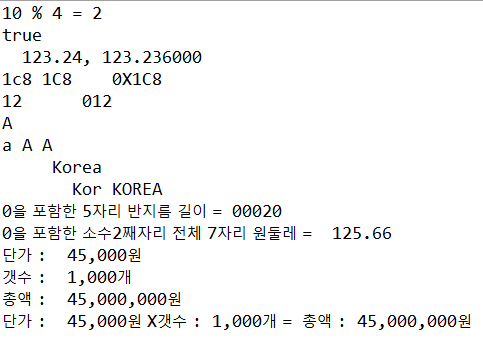 10 % 4 = 2
true
  123.24, 123.236000
1c8 1C8    0X1C8
12      012
A
a A A
     Korea
       Kor KOREA
0을 포함한 5자리 반지름 길이 = 00020
0을 포함한 소수2째자리 전체 7자리 원둘레 =  125.66
단가 :  45,000원
갯수 :  1,000개
총액 :  45,000,000원
단가 :  45,000원 X갯수 : 1,000개 = 총액 : 45,000,000원